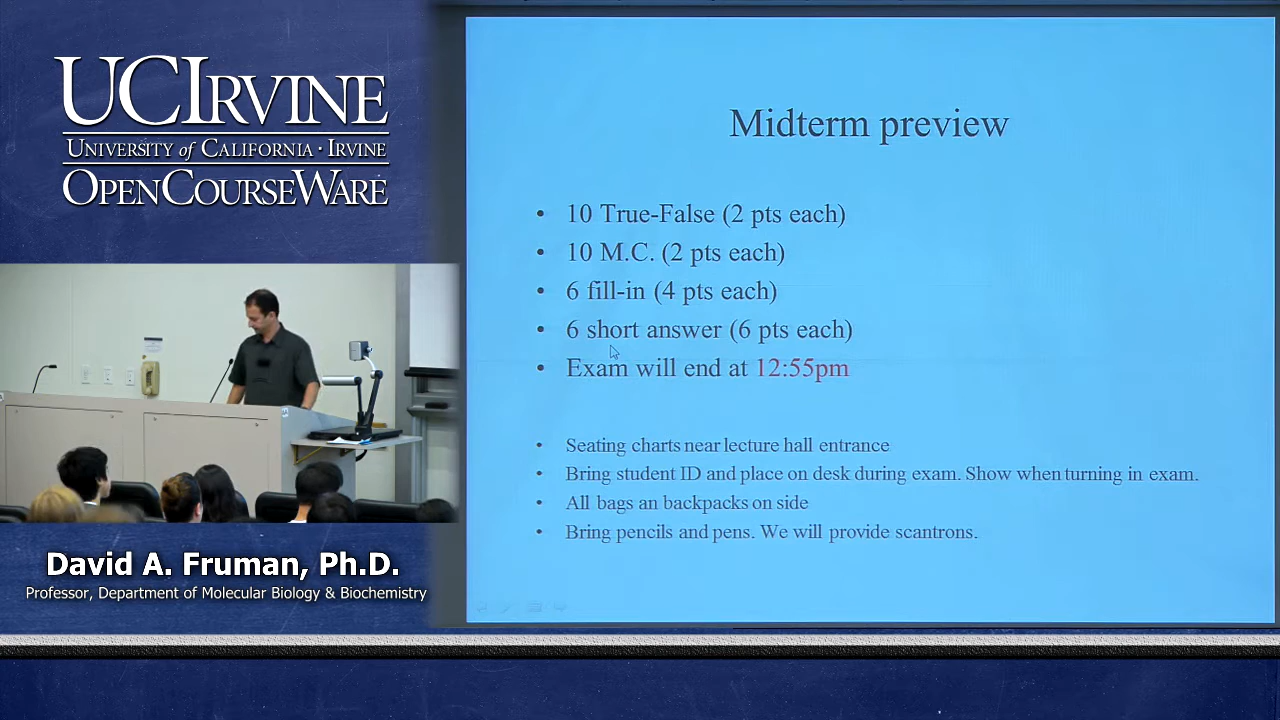 UCIRVINE
UNIVERSITY of CALIFORNIA · IRVINE
OPENCOURSEWARE
Midterm preview
• 10 True-False (2 pts each)
• 10 M.C. (2 pts each)
• 6 fill-in (4 pts each)
• 6 short answer (6 pts each)
• Exam will end at 12:55pm
• Seating charts near lecture hall entrance
• Bring student ID and place on desk during exam. Show when turning in exam.
• All bags an backpacks on side
• Bring pencils and pens. We will provide scantrons.
David A. Fruman, Ph.D.
Professor, Department of Molecular Biology & Biochemistry